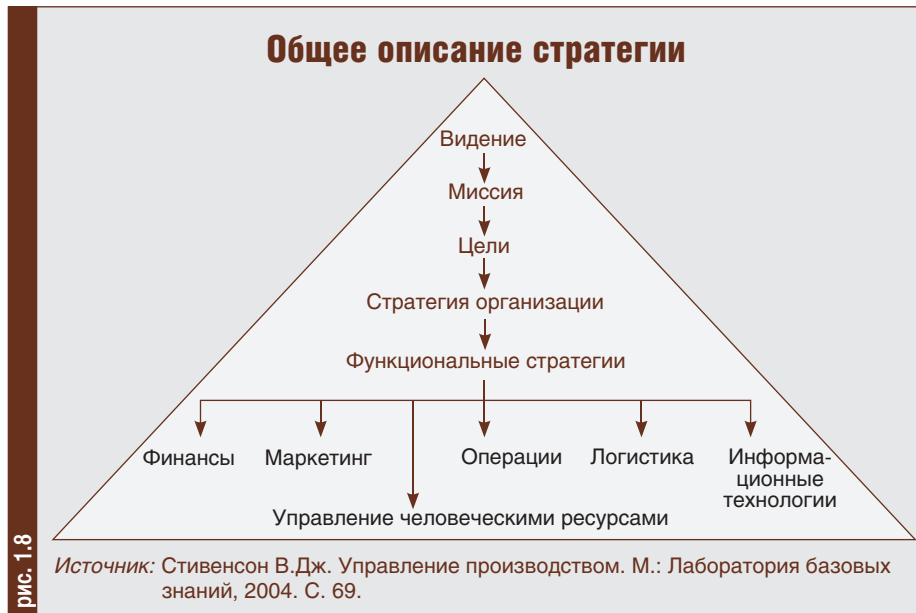 Общее описание стратегии
Видение
Миссия
Цели
Стратегия организации
Функциональные стратегии
Финансы
Маркетинг
Операции
Логистика
Информа-
ционные
технологии
Управление человеческими ресурсами
рис. 1.8
Источник: Стивенсон В.Дж. Управление производством. М.: Лаборатория базовых
знаний, 2004. С. 69.